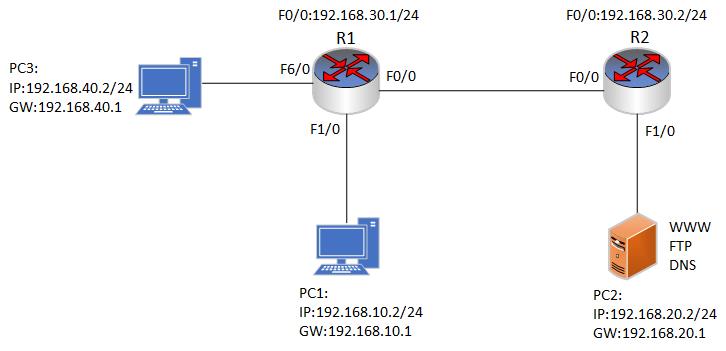 F0/0:192.168.30.1/24
F0/0:192.168.30.2/24
R1
R2
PC3:
IP:192.168.40.2/24
GW:192.168.40.1
F6/0
F0/0
F0/0
F1/0
F1/0
WWW
FTP
DNS
PC1:
IP:192.168.10.2/24
GW:192.168.10.1
PC2:
IP:192.168.20.2/24
GW:192.168.20.1